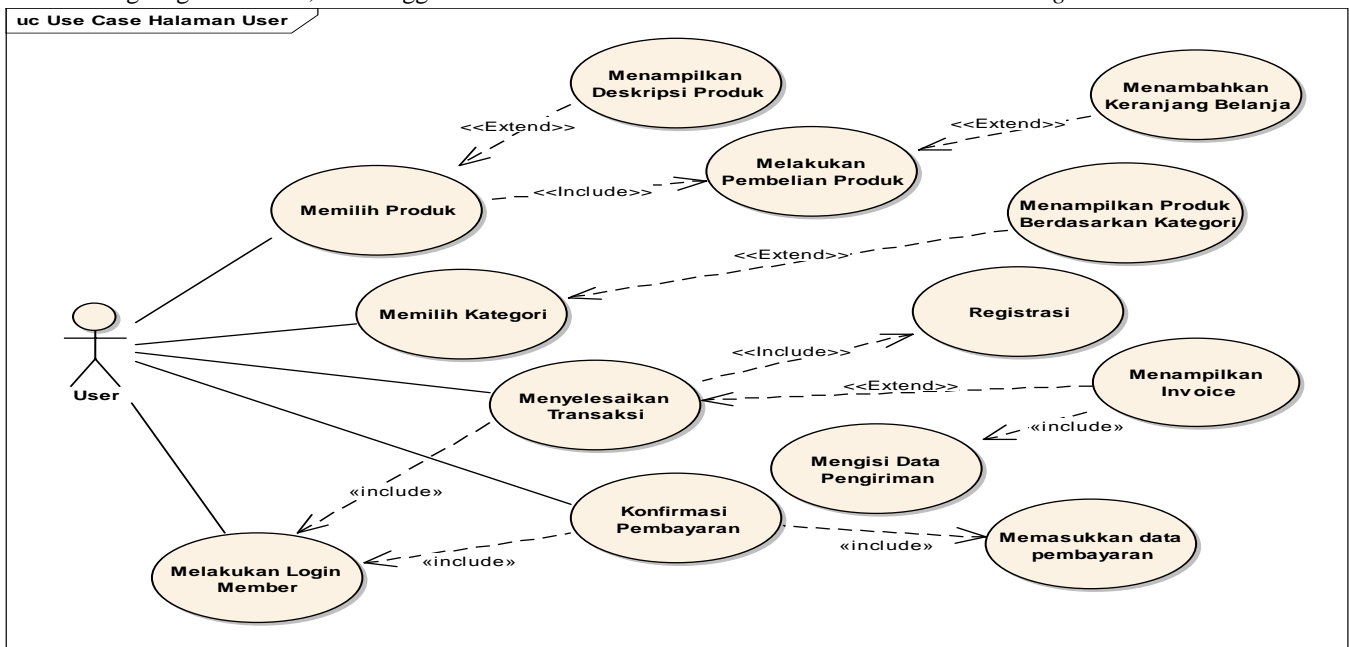 uc Use Case Halaman User
Menampilkan
Deskripsi Produk
Menambahkan
Keranjang Belanja
<<Extend>>
<<Extend>>
Melakukan
Pembelian Produk
<<Include>>
Memilih Produk
Menampilkan Produk
Berdasarkan Kategori
<<Extend>>
Memilih Kategori
Registrasi
<<Include>>
User
Menyelesaikan
Transaksi
<<Extend>>
Menampilkan
Invoice
«include»
Mengisi Data
Pengiriman
«include»
Konfirmasi
Pembayaran
«include»
Memasukkan data
pembayaran
«include»
Melakukan Login
Member